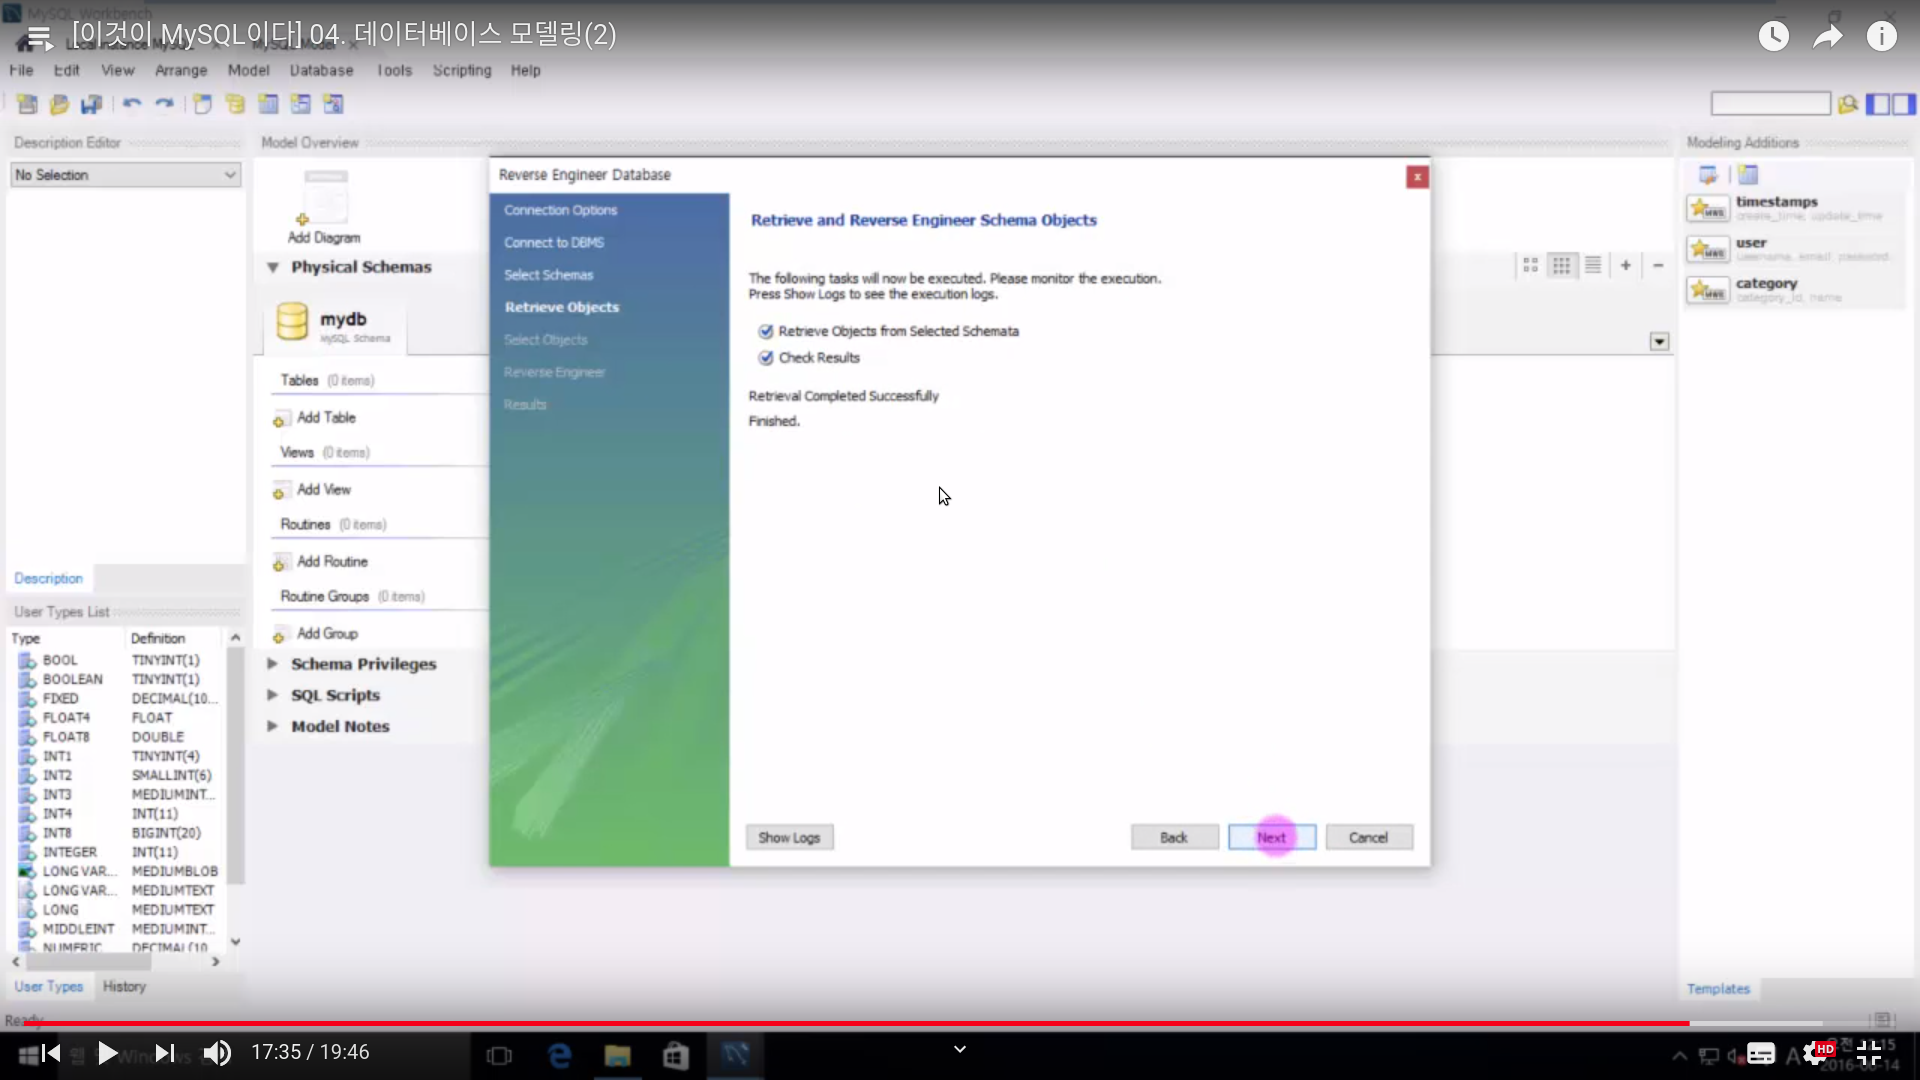 MySQL Workbench
[이것이 MySQL이다] 04. 데이터베이스 모델링(2)
File Edit View Arrange Model Database Tools Scripting Help
Description Editor
No Selection
Description
User Types List
Type Definition
BOOL TINYINT(1)
BOOLEAN TINYINT(1)
FIXED DECIMAL(10...
FLOAT4 FLOAT
FLOAT8 DOUBLE
INT1 TINYINT(4)
INT2 SMALLINT(6)
INT3 MEDIUMINT...
INT4 INT(11)
INT8 BIGINT(20)
INTEGER INT(11)
LONG VAR... MEDIUMBLOB
LONG VAR... MEDIUMTEXT
LONG MEDIUMTEXT
MIDDLEINT MEDIUMINT...
NUMERIC DECIMAL(10
User Types History
Model Overview
Add Diagram
Physical Schemas
mydb
MySQL Schema
Tables (0 items)
Add Table
Views (0 items)
Add View
Routines (0 items)
Add Routine
Routine Groups (0 items)
Add Group
Schema Privileges
SQL Scripts
Model Notes
Reverse Engineer Database
Connection Options
Connect to DBMS
Select Schemas
Retrieve Objects
Select Objects
Reverse Engineer
Results
Retrieve and Reverse Engineer Schema Objects
The following tasks will now be executed. Please monitor the execution.
Press Show Logs to see the execution logs.
Retrieve Objects from Selected Schemata
Check Results
Retrieval Completed Successfully
Finished.
Show Logs Back Next Cancel
Modeling Additions
timestamps
create_time, update_time
user
username, email, password,
category
category_id, name
Templates
Ready
17:35 / 19:46
HD